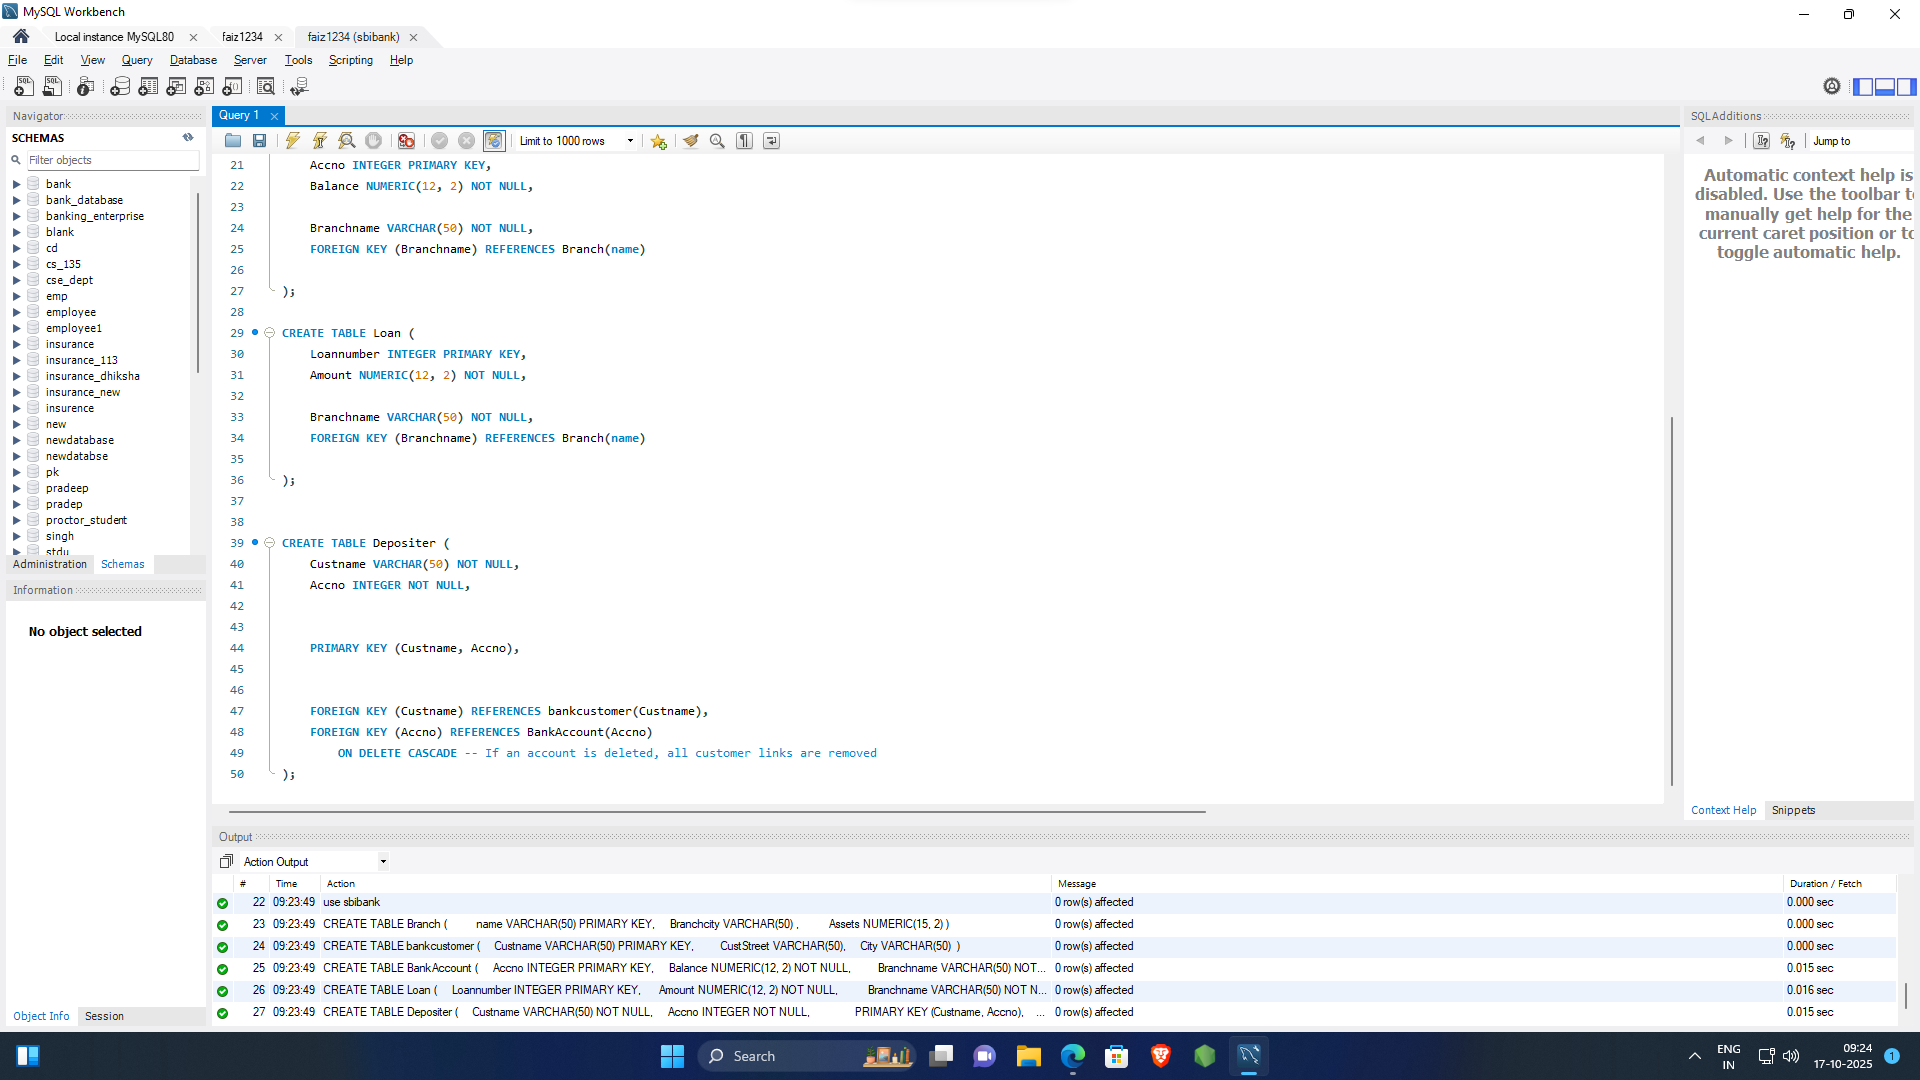 MySQL Workbench
Local instance MySQL80
faiz1234
faiz1234 (sbibank)
File Edit View Query Database Server Tools Scripting Help
Navigator
SCHEMAS
Filter objects
bank
bank_database
banking_enterprise
blank
cd
cs_135
cse_dept
emp
employee
employee1
insurance
insurance_113
insurance_dhiksha
insurance_new
insurence
new
newdatabase
newdatabse
pk
pradeep
pradep
proctor_student
singh
stdu
Administration Schemas
Information
No object selected
Object Info Session
Query 1
Limit to 1000 rows
21 Accno INTEGER PRIMARY KEY,
22 Balance NUMERIC(12, 2) NOT NULL,
23
24 Branchname VARCHAR(50) NOT NULL,
25 FOREIGN KEY (Branchname) REFERENCES Branch(name)
26
27 );
28
29 CREATE TABLE Loan (
30 Loannumber INTEGER PRIMARY KEY,
31 Amount NUMERIC(12, 2) NOT NULL,
32
33 Branchname VARCHAR(50) NOT NULL,
34 FOREIGN KEY (Branchname) REFERENCES Branch(name)
35
36 );
37
38
39 CREATE TABLE Depositer (
40 Custname VARCHAR(50) NOT NULL,
41 Accno INTEGER NOT NULL,
42
43
44 PRIMARY KEY (Custname, Accno),
45
46
47 FOREIGN KEY (Custname) REFERENCES bankcustomer(Custname),
48 FOREIGN KEY (Accno) REFERENCES BankAccount(Accno)
49 ON DELETE CASCADE -- If an account is deleted, all customer links are removed
50 );
SQLAdditions
Jump to
Automatic context help is
disabled. Use the toolbar to
manually get help for the
current caret position or to
toggle automatic help.
Context Help Snippets
Output
Action Output
# Time Action Message Duration / Fetch
22 09:23:49 use sbibank 0 row(s) affected 0.000 sec
23 09:23:49 CREATE TABLE Branch ( name VARCHAR(50) PRIMARY KEY, Branchcity VARCHAR(50) , Assets NUMERIC(15, 2) ) 0 row(s) affected 0.000 sec
24 09:23:49 CREATE TABLE bankcustomer ( Custname VARCHAR(50) PRIMARY KEY, CustStreet VARCHAR(50), City VARCHAR(50) ) 0 row(s) affected 0.000 sec
25 09:23:49 CREATE TABLE BankAccount ( Accno INTEGER PRIMARY KEY, Balance NUMERIC(12, 2) NOT NULL, Branchname VARCHAR(50) NOT... 0 row(s) affected 0.015 sec
26 09:23:49 CREATE TABLE Loan ( Loannumber INTEGER PRIMARY KEY, Amount NUMERIC(12, 2) NOT NULL, Branchname VARCHAR(50) NOT N... 0 row(s) affected 0.016 sec
27 09:23:49 CREATE TABLE Depositer ( Custname VARCHAR(50) NOT NULL, Accno INTEGER NOT NULL, PRIMARY KEY (Custname, Accno), ... 0 row(s) affected 0.015 sec
Search
ENG
IN
09:24
17-10-2025
1